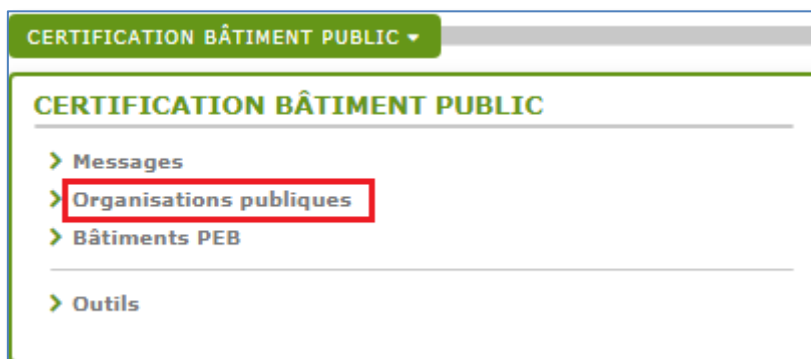 CERTIFICATION BÂTIMENT PUBLIC
CERTIFICATION BÂTIMENT PUBLIC
Messages
Organisations publiques
Bâtiments PEB
Outils